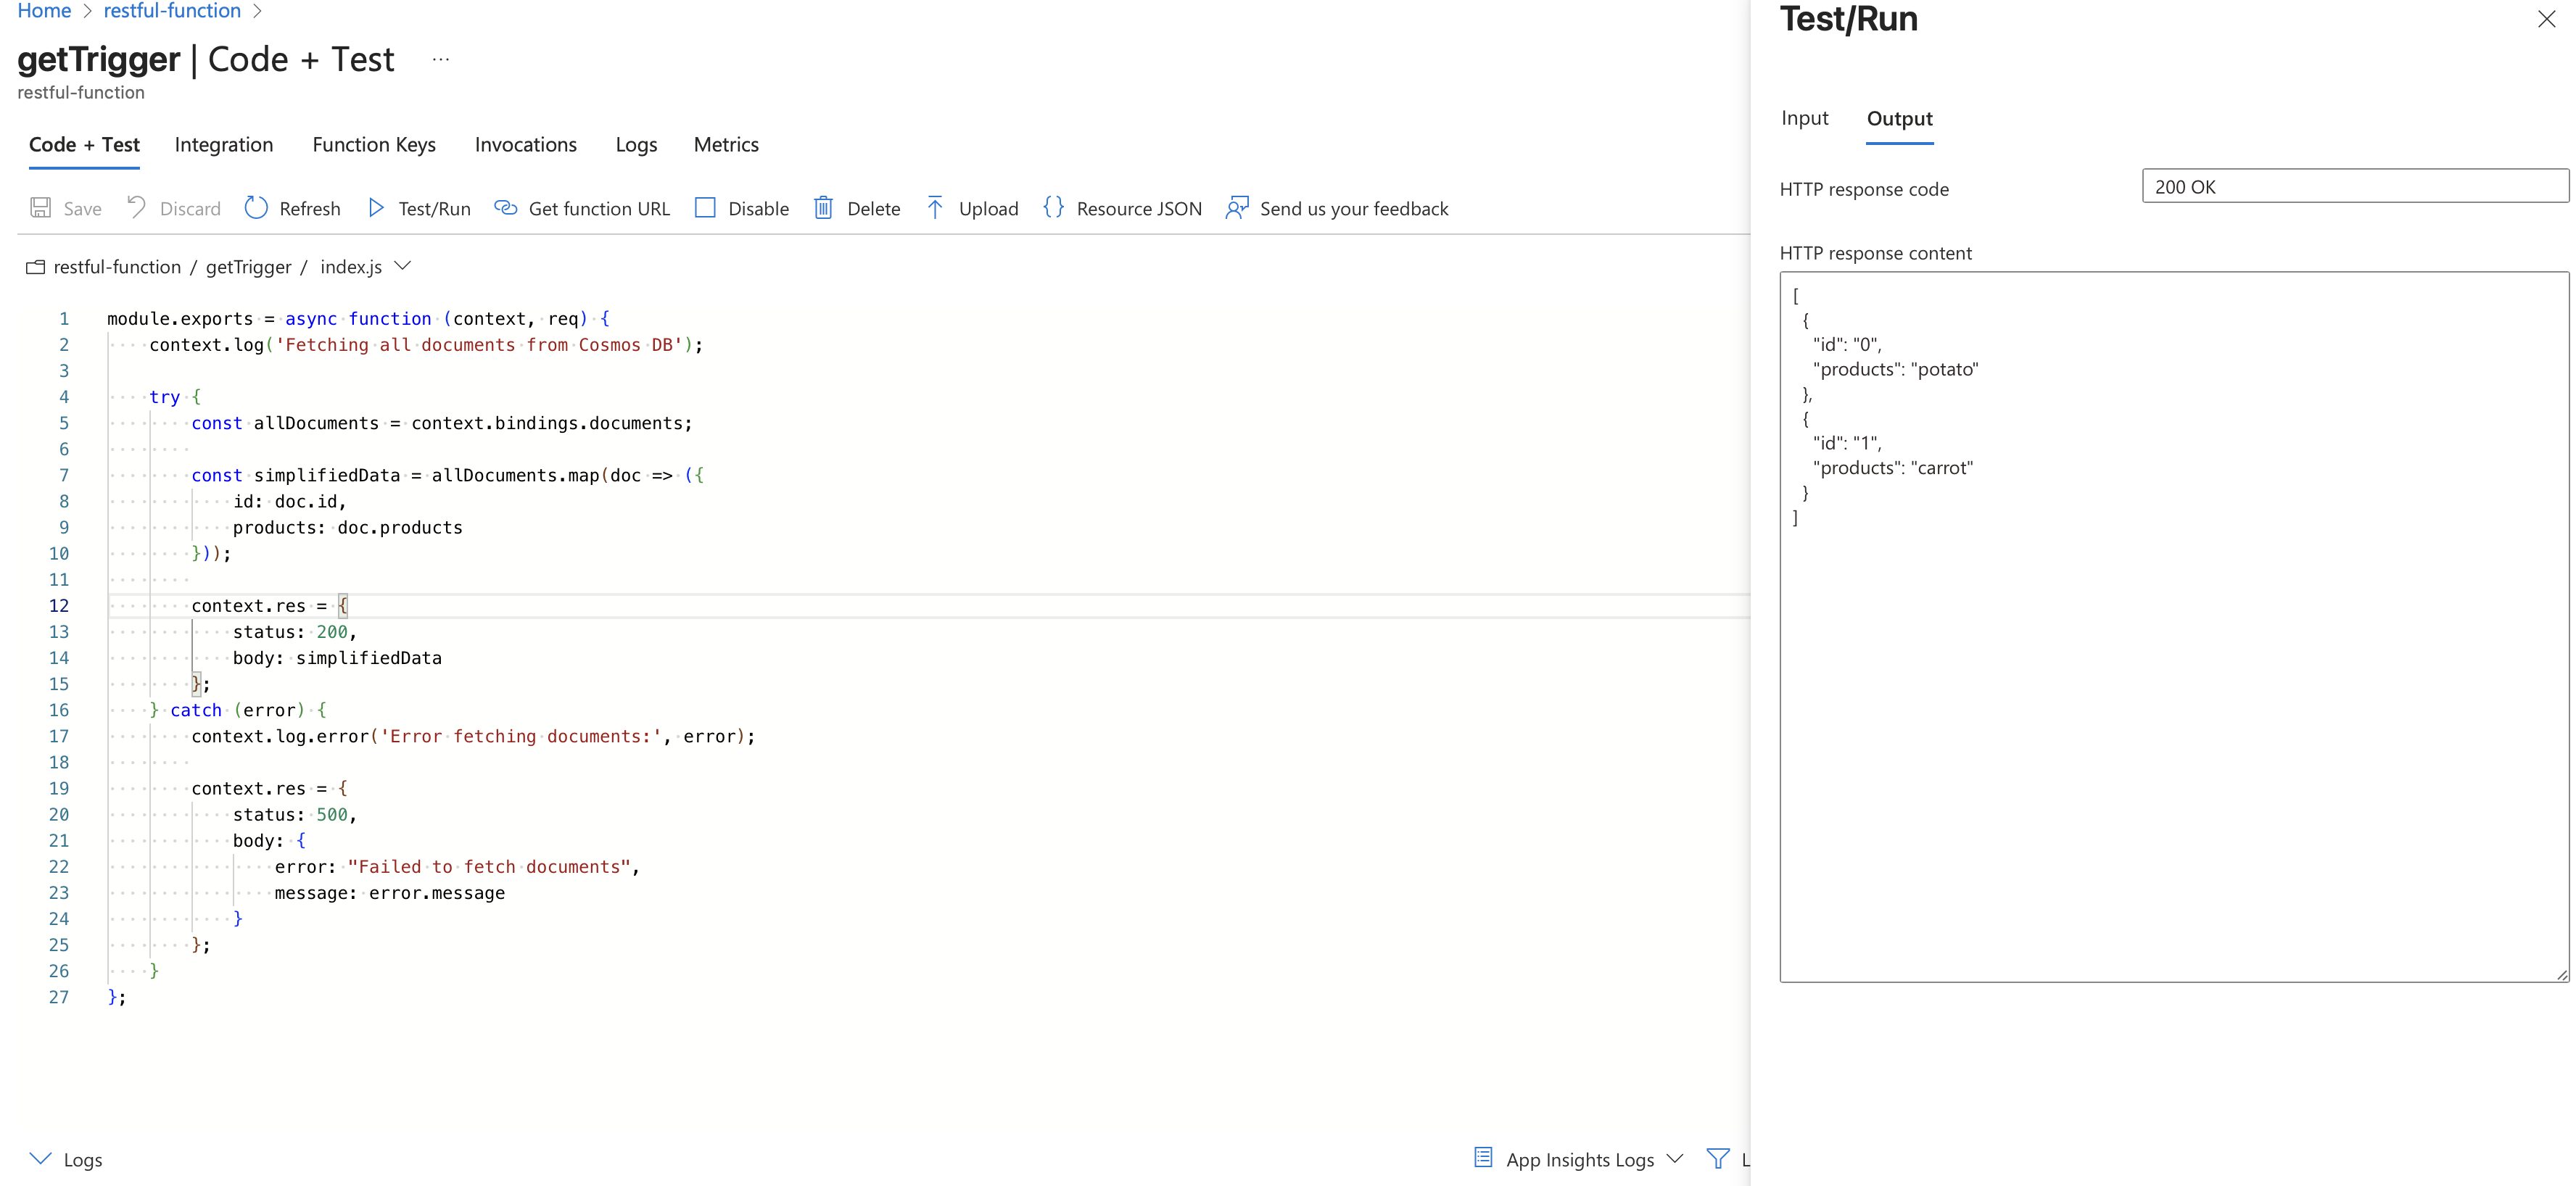 Home > restful-function >
getTrigger | Code + Test ...
restful-function
Code + Test Integration Function Keys Invocations Logs Metrics
Save Discard Refresh Test/Run Get function URL Disable Delete Upload {} Resource JSON Send us your feedback
restful-function / getTrigger / index.js
1 module.exports = async function (context, req) {
2     context.log('Fetching all documents from Cosmos DB');
3
4     try {
5         const allDocuments = context.bindings.documents;
6
7         const simplifiedData = allDocuments.map(doc => ({
8             id: doc.id,
9             products: doc.products
10         }));
11
12         context.res = {
13             status: 200,
14             body: simplifiedData
15         };
16     } catch (error) {
17         context.log.error('Error fetching documents:', error);
18
19         context.res = {
20             status: 500,
21             body: {
22                 error: "Failed to fetch documents",
23                 message: error.message
24             }
25         };
26     }
27 };
Logs
App Insights Logs
L
Test/Run
Input Output
HTTP response code
200 OK
HTTP response content
[
  {
    "id": "0",
    "products": "potato"
  },
  {
    "id": "1",
    "products": "carrot"
  }
]